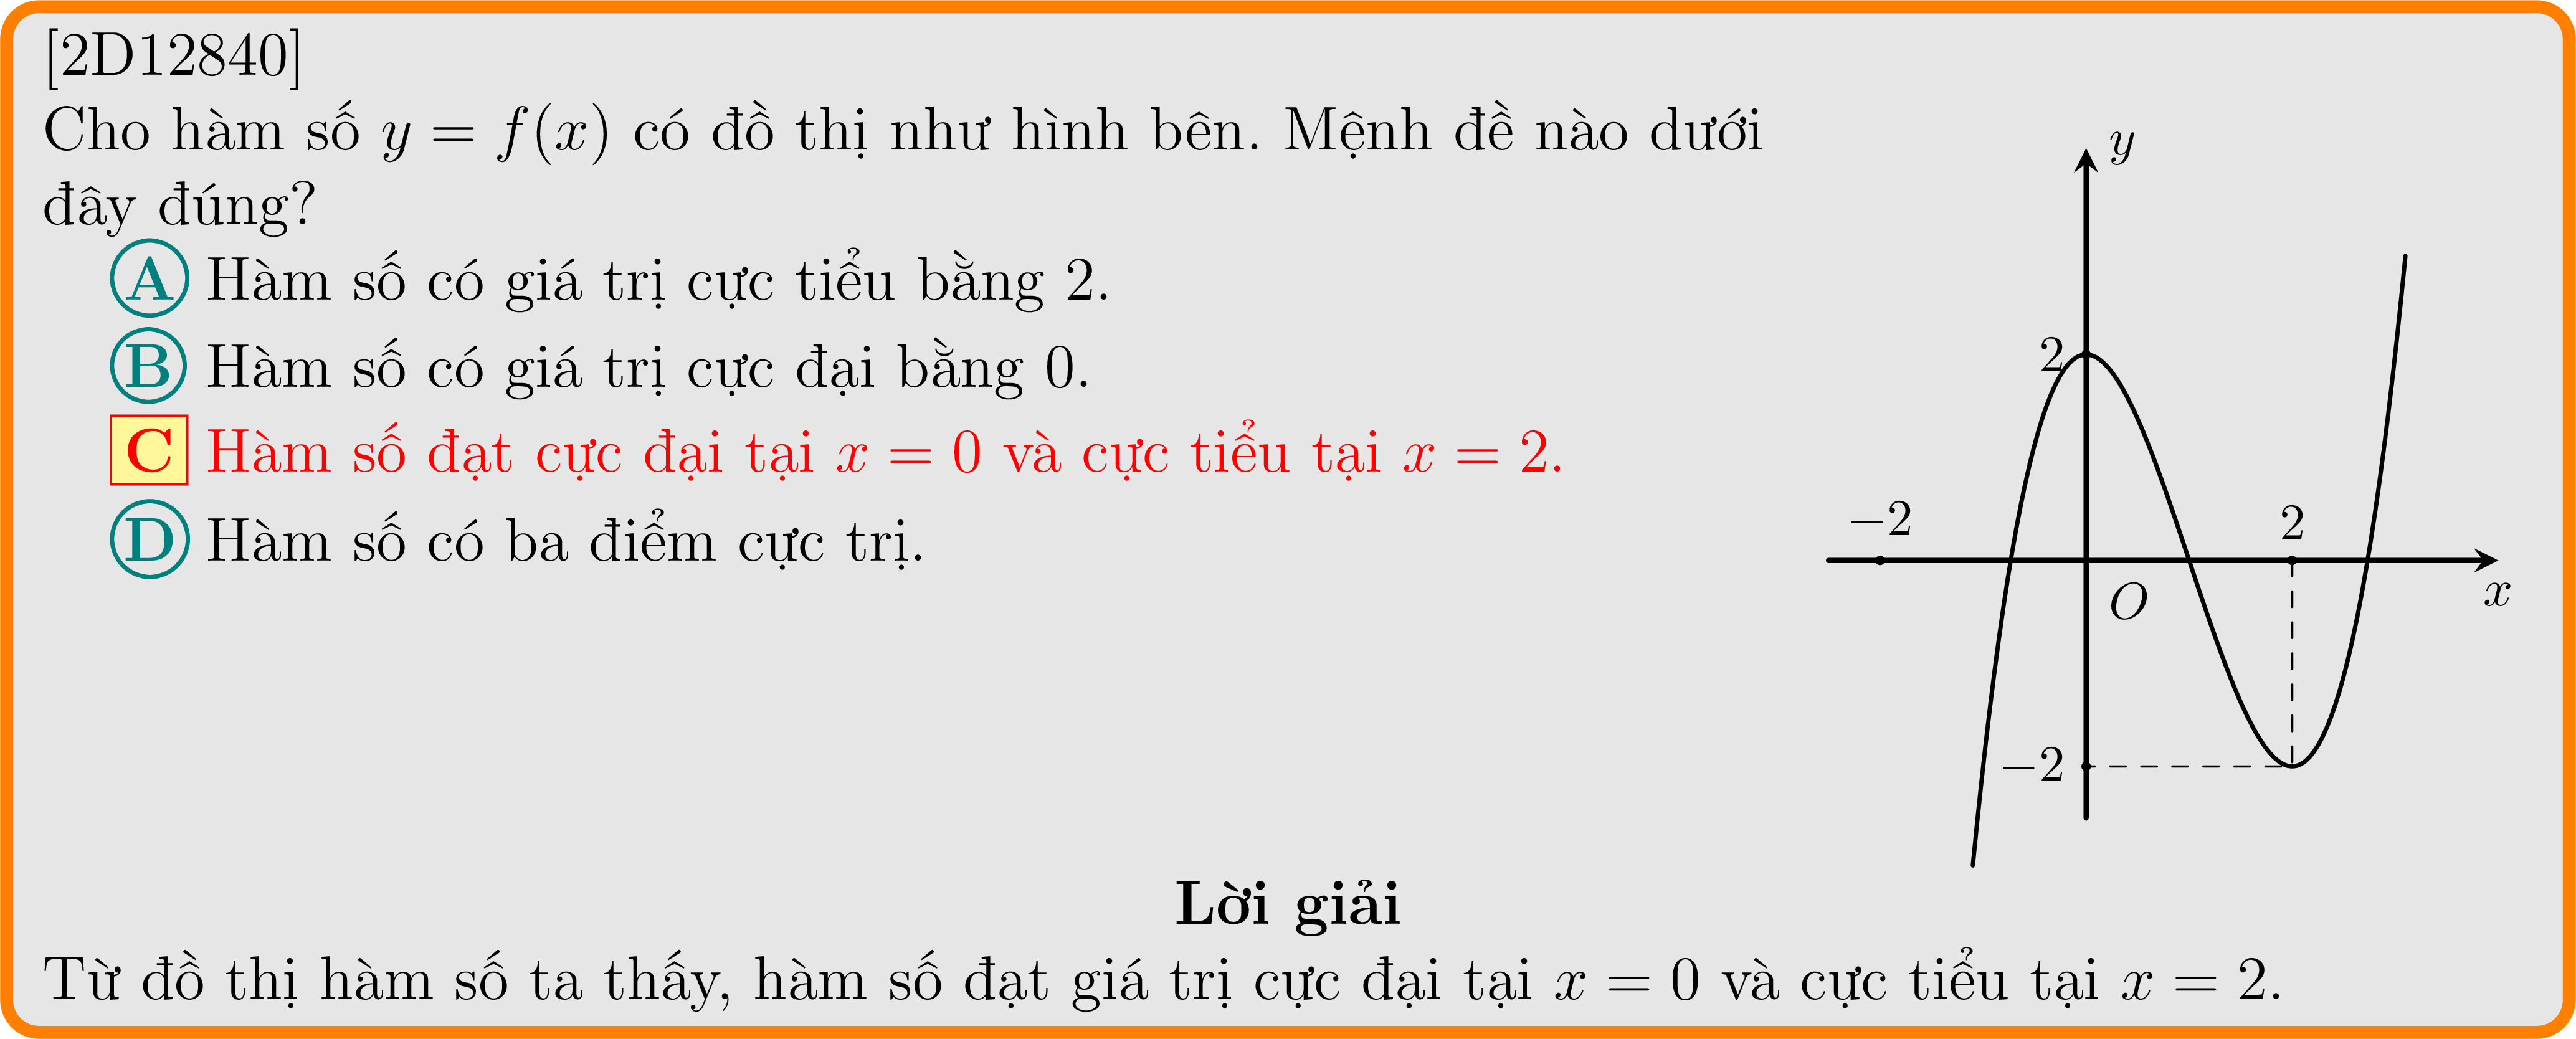 [2D12840]
Cho hàm số y = f(x) có đồ thị như hình bên. Mệnh đề nào dưới
đây đúng?
A Hàm số có giá trị cực tiểu bằng 2.
B Hàm số có giá trị cực đại bằng 0.
C Hàm số đạt cực đại tại x = 0 và cực tiểu tại x = 2.
D Hàm số có ba điểm cực trị.
y
2
−2
2
O
x
−2
Lời giải
Từ đồ thị hàm số ta thấy, hàm số đạt giá trị cực đại tại x = 0 và cực tiểu tại x = 2.